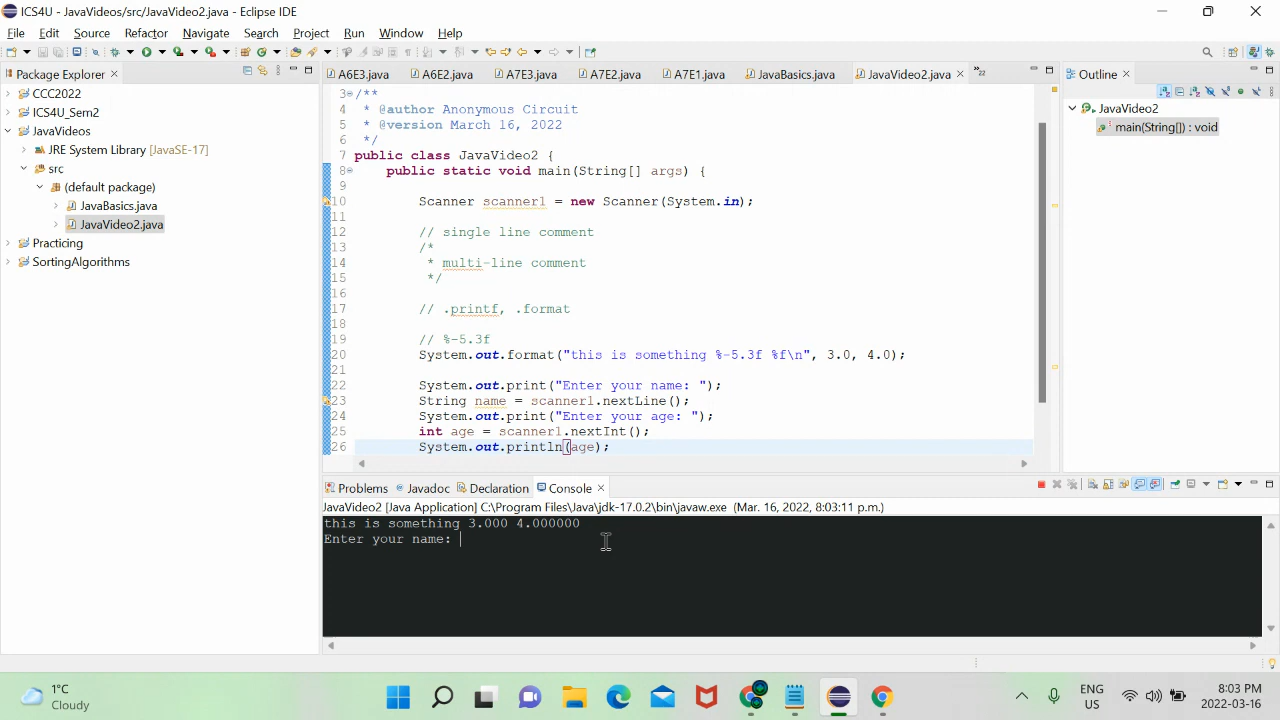 ICS4U - JavaVideos/src/JavaVideo2.java - Eclipse IDE
File Edit Source Refactor Navigate Search Project Run Window Help
Package Explorer
CCC2022
ICS4U_Sem2
JavaVideos
JRE System Library [JavaSE-17]
src
(default package)
JavaBasics.java
JavaVideo2.java
Practicing
SortingAlgorithms
A6E3.java A6E2.java A7E3.java A7E2.java A7E1.java JavaBasics.java JavaVideo2.java »22
3 /**
4 * @author Anonymous Circuit
5 * @version March 16, 2022
6 */
7 public class JavaVideo2 {
8 public static void main(String[] args) {
9
10 Scanner scanner1 = new Scanner(System.in);
11
12 // single line comment
13 /*
14 * multi-line comment
15 */
16
17 // .printf, .format
18
19 // %-5.3f
20 System.out.format("this is something %-5.3f %f\n", 3.0, 4.0);
21
22 System.out.print("Enter your name: ");
23 String name = scanner1.nextLine();
24 System.out.print("Enter your age: ");
25 int age = scanner1.nextInt();
26 System.out.println(age);
Outline
JavaVideo2
main(String[]) : void
Problems Javadoc Declaration Console
JavaVideo2 [Java Application] C:\Program Files\Java\jdk-17.0.2\bin\javaw.exe (Mar. 16, 2022, 8:03:11 p.m.)
this is something 3.000 4.000000
Enter your name:
1°C
Cloudy
ENG
US
8:03 PM
2022-03-16